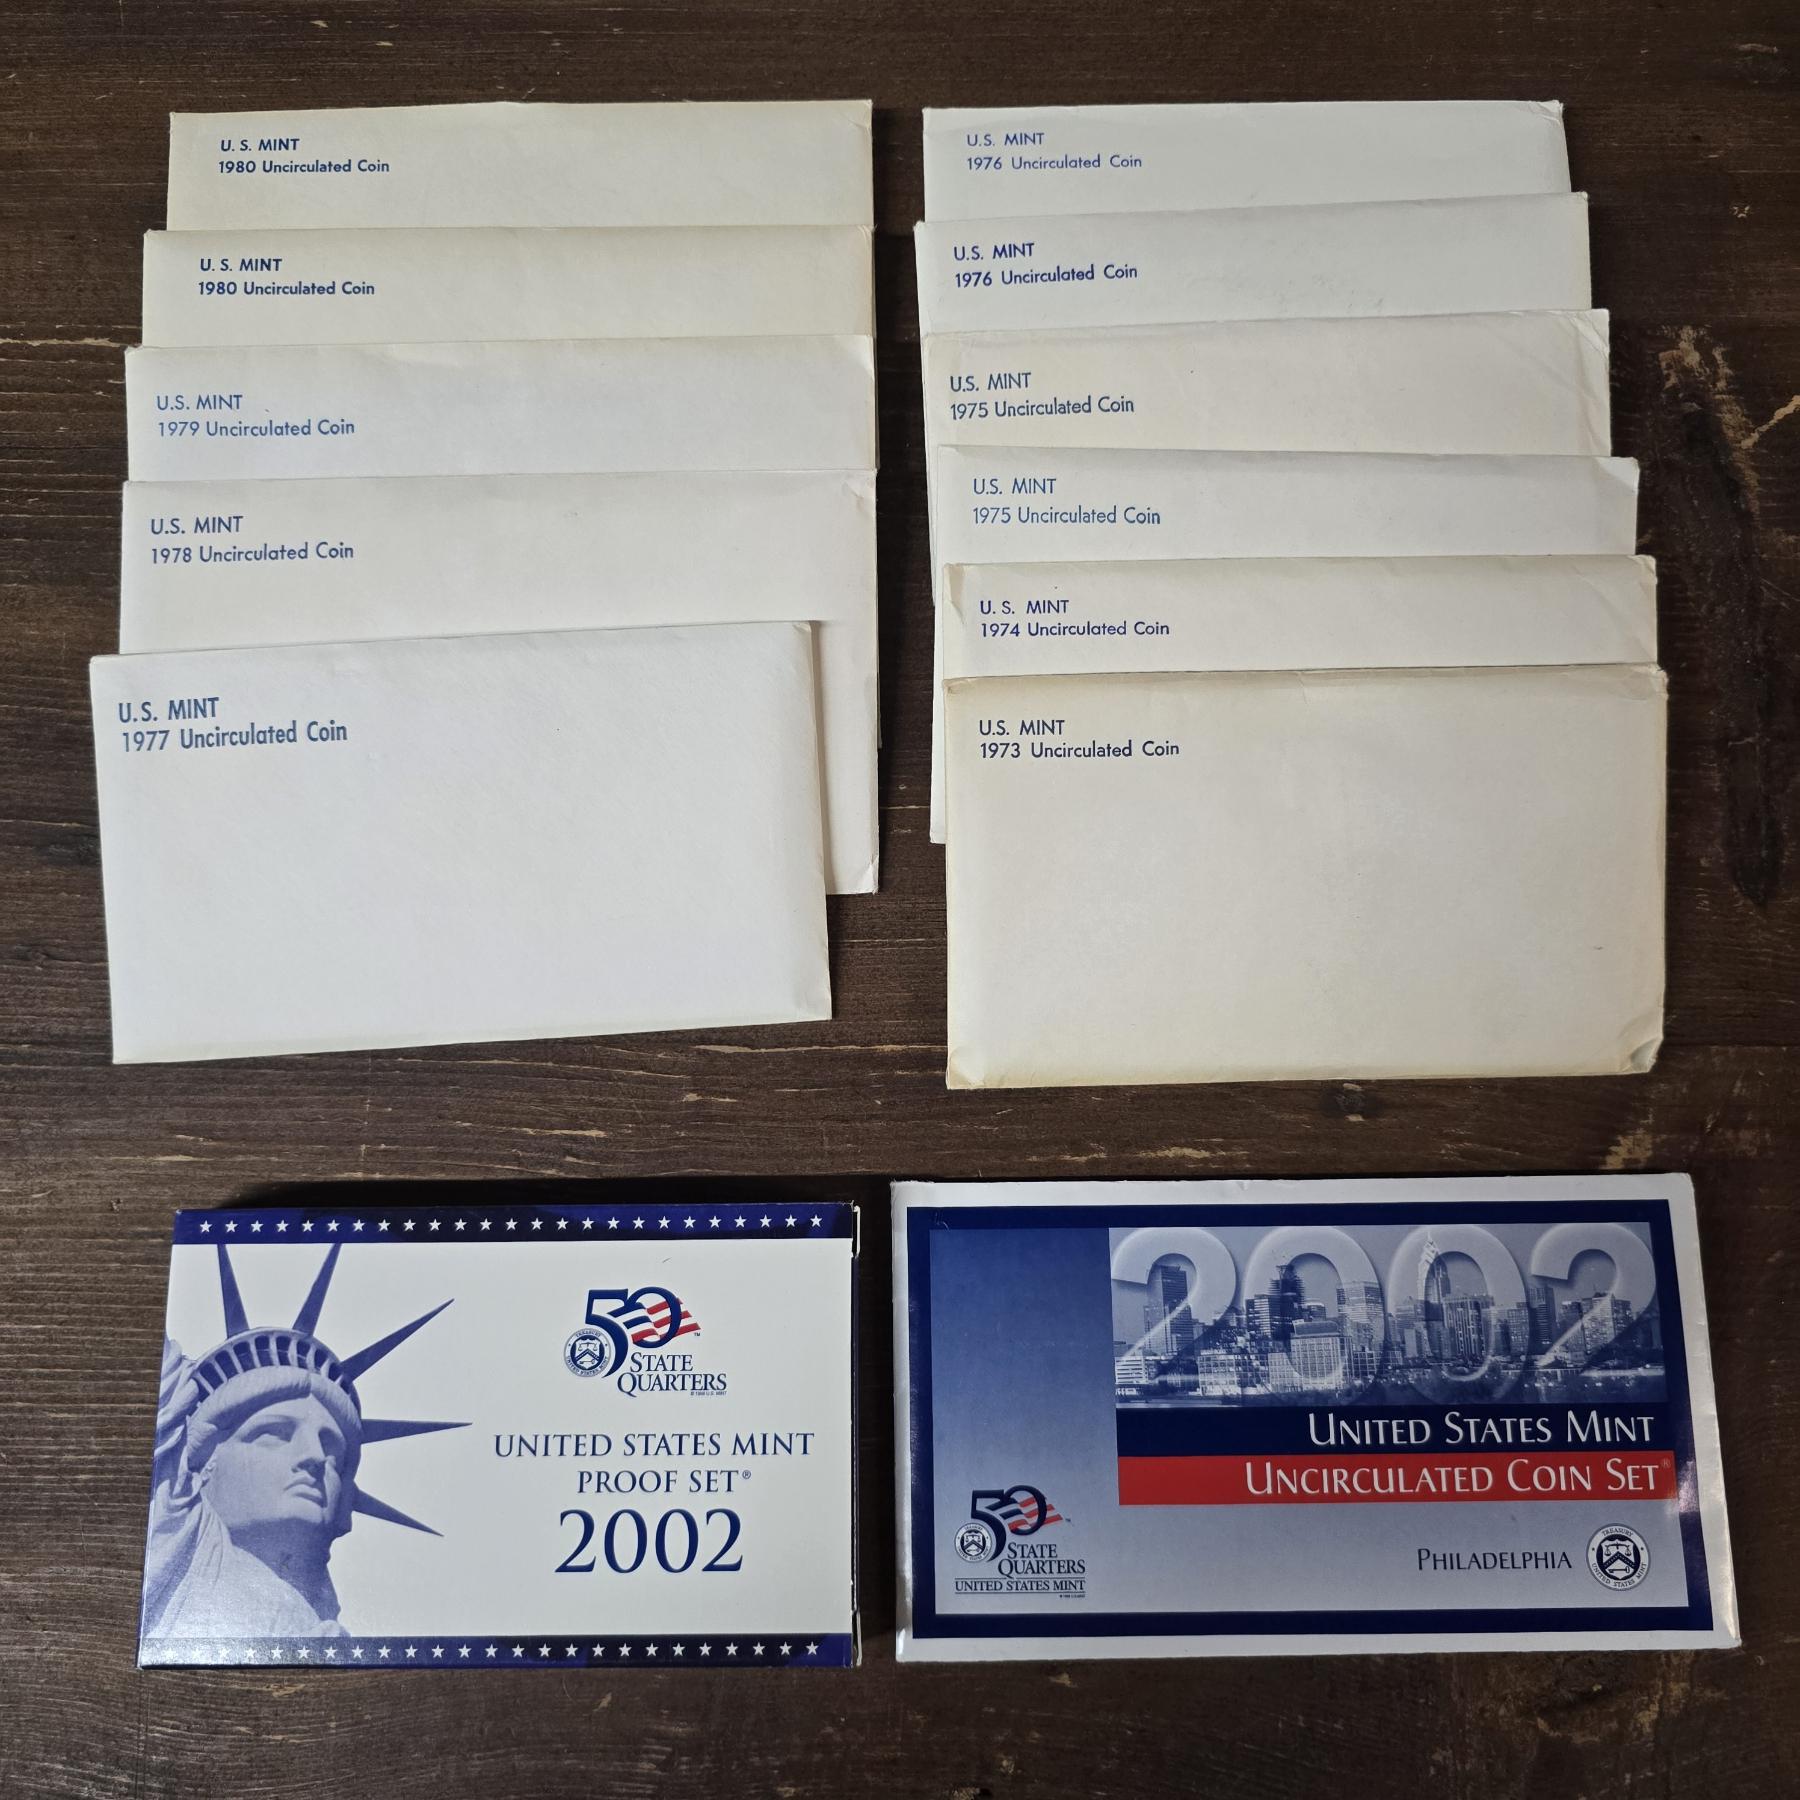 U. S. MINT
1980 Uncirculated Coin
U. S. MINT
1980 Uncirculated Coin
U.S. MINT
1979 Uncirculated Coin
U.S. MINT
1978 Uncirculated Coin
U.S. MINT
1977 Uncirculated Coin
U.S. MINT
1976 Uncirculated Coin
U.S. MINT
1976 Uncirculated Coin
U.S. MINT
1975 Uncirculated Coin
U.S. MINT
1975 Uncirculated Coin
U. S. MINT
1974 Uncirculated Coin
U.S. MINT
1973 Uncirculated Coin
50
™
STATE
QUARTERS
UNITED STATES MINT
PROOF SET®
2002
2002
UNITED STATES MINT
UNCIRCULATED COIN SET®
50
STATE
QUARTERS
UNITED STATES MINT
PHILADELPHIA